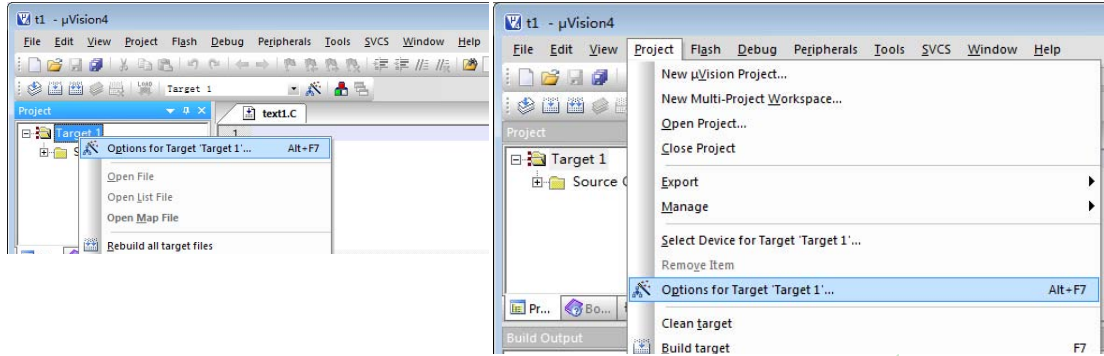 t1 - µVision4
File Edit View Project Flash Debug Peripherals Tools SVCS Window Help
LOAD Target 1
Project
text1.C
Target 1
1
S
Options for Target 'Target 1'... Alt+F7
Open File
Open List File
Open Map File
Rebuild all target files
t1 - µVision4
File Edit View Project Flash Debug Peripherals Tools SVCS Window Help
New µVision Project...
New Multi-Project Workspace...
Open Project...
Close Project
Project
Target 1
Source G
Export
Manage
Select Device for Target 'Target 1'...
Remove Item
Options for Target 'Target 1'... Alt+F7
Pr... Bo...
Clean target
Build Output
Build target F7